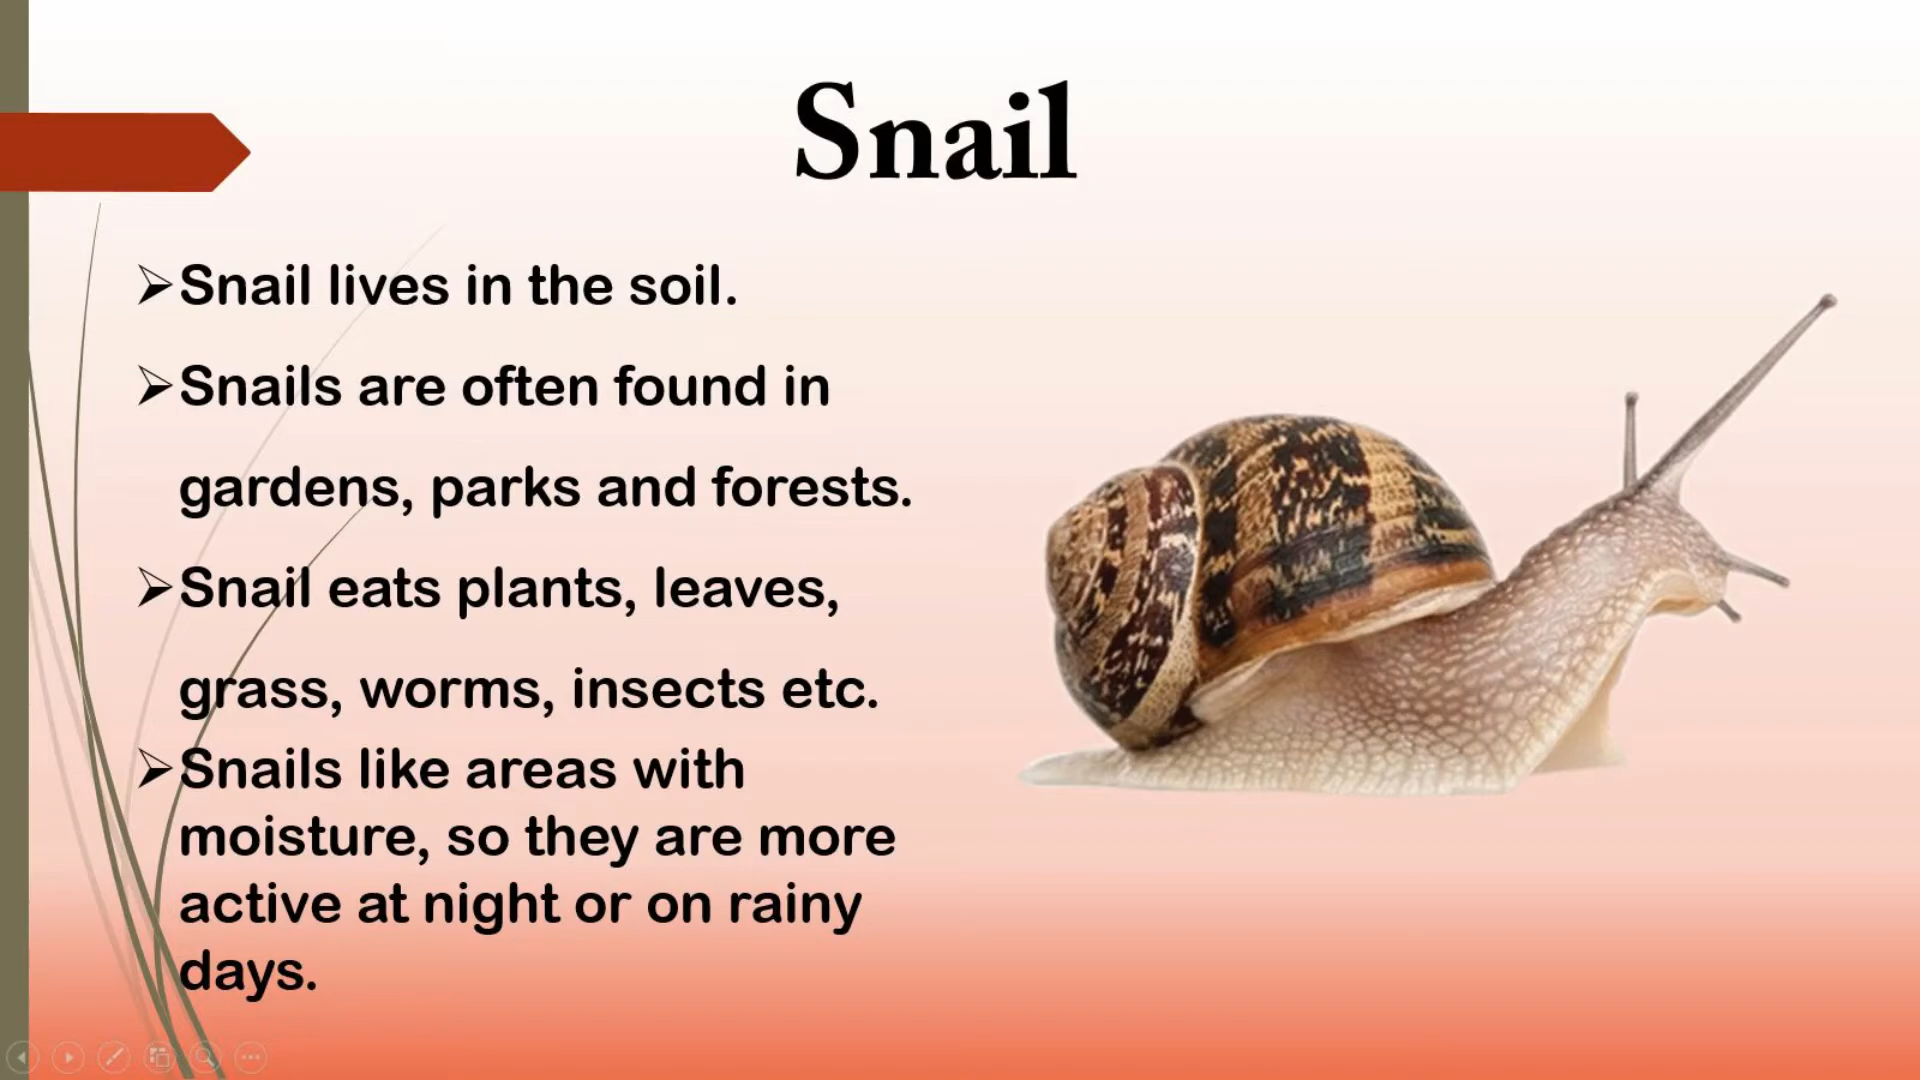 Snail
➢Snail lives in the soil.
➢Snails are often found in
gardens, parks and forests.
➢Snail eats plants, leaves,
grass, worms, insects etc.
➢Snails like areas with
moisture, so they are more
active at night or on rainy
days.